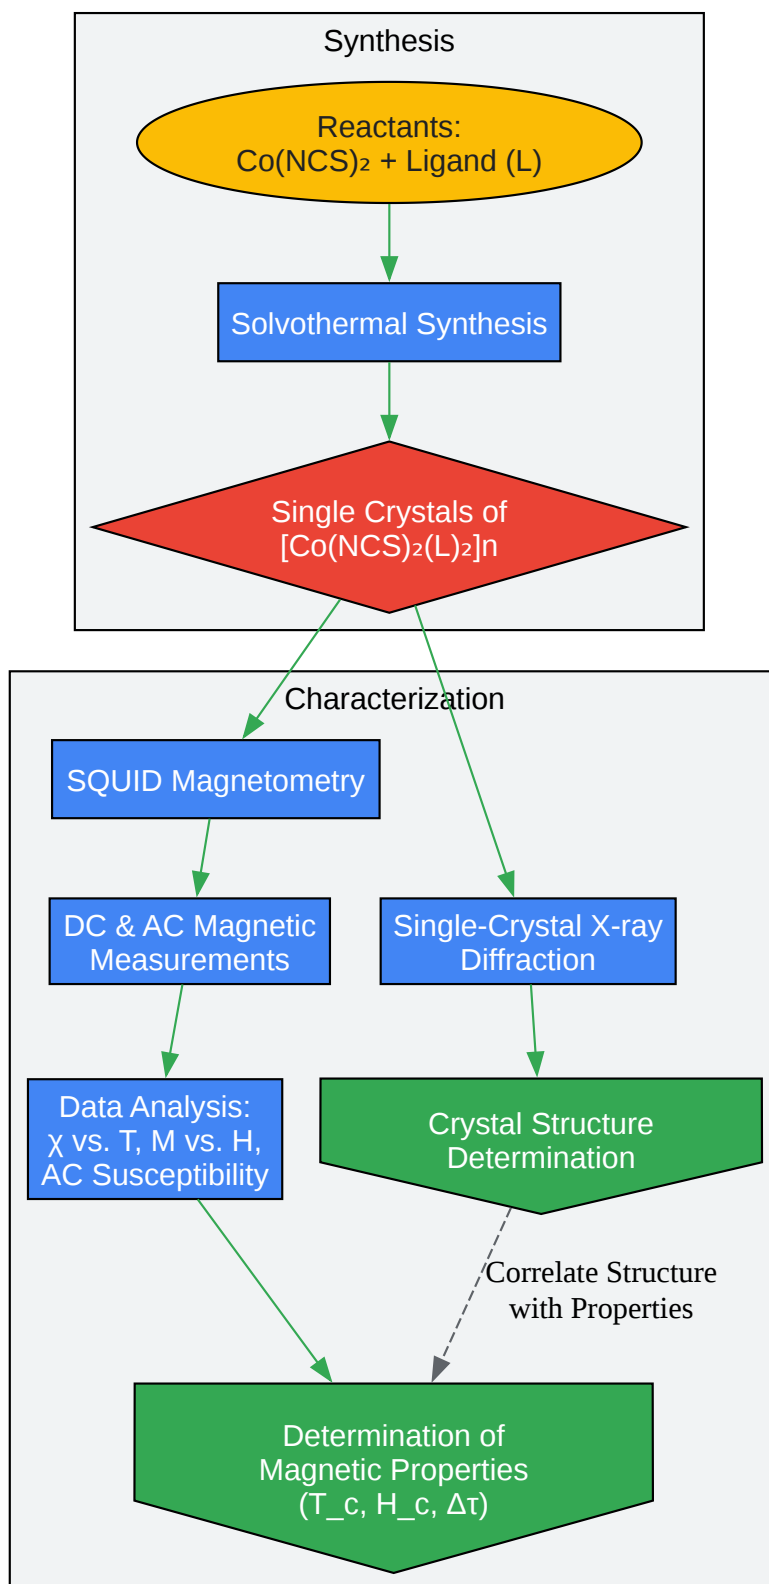 Synthesis
Reactants:
Co(NCS)₂ + Ligand (L)
Solvothermal Synthesis
Single Crystals of
[Co(NCS)₂(L)₂]n
Characterization
SQUID Magnetometry
DC & AC Magnetic
Measurements
Single-Crystal X-ray
Diffraction
Data Analysis:
χ vs. T, M vs. H,
AC Susceptibility
Crystal Structure
Determination
Correlate Structure
with Properties
Determination of
Magnetic Properties
(T_c, H_c, Δτ)